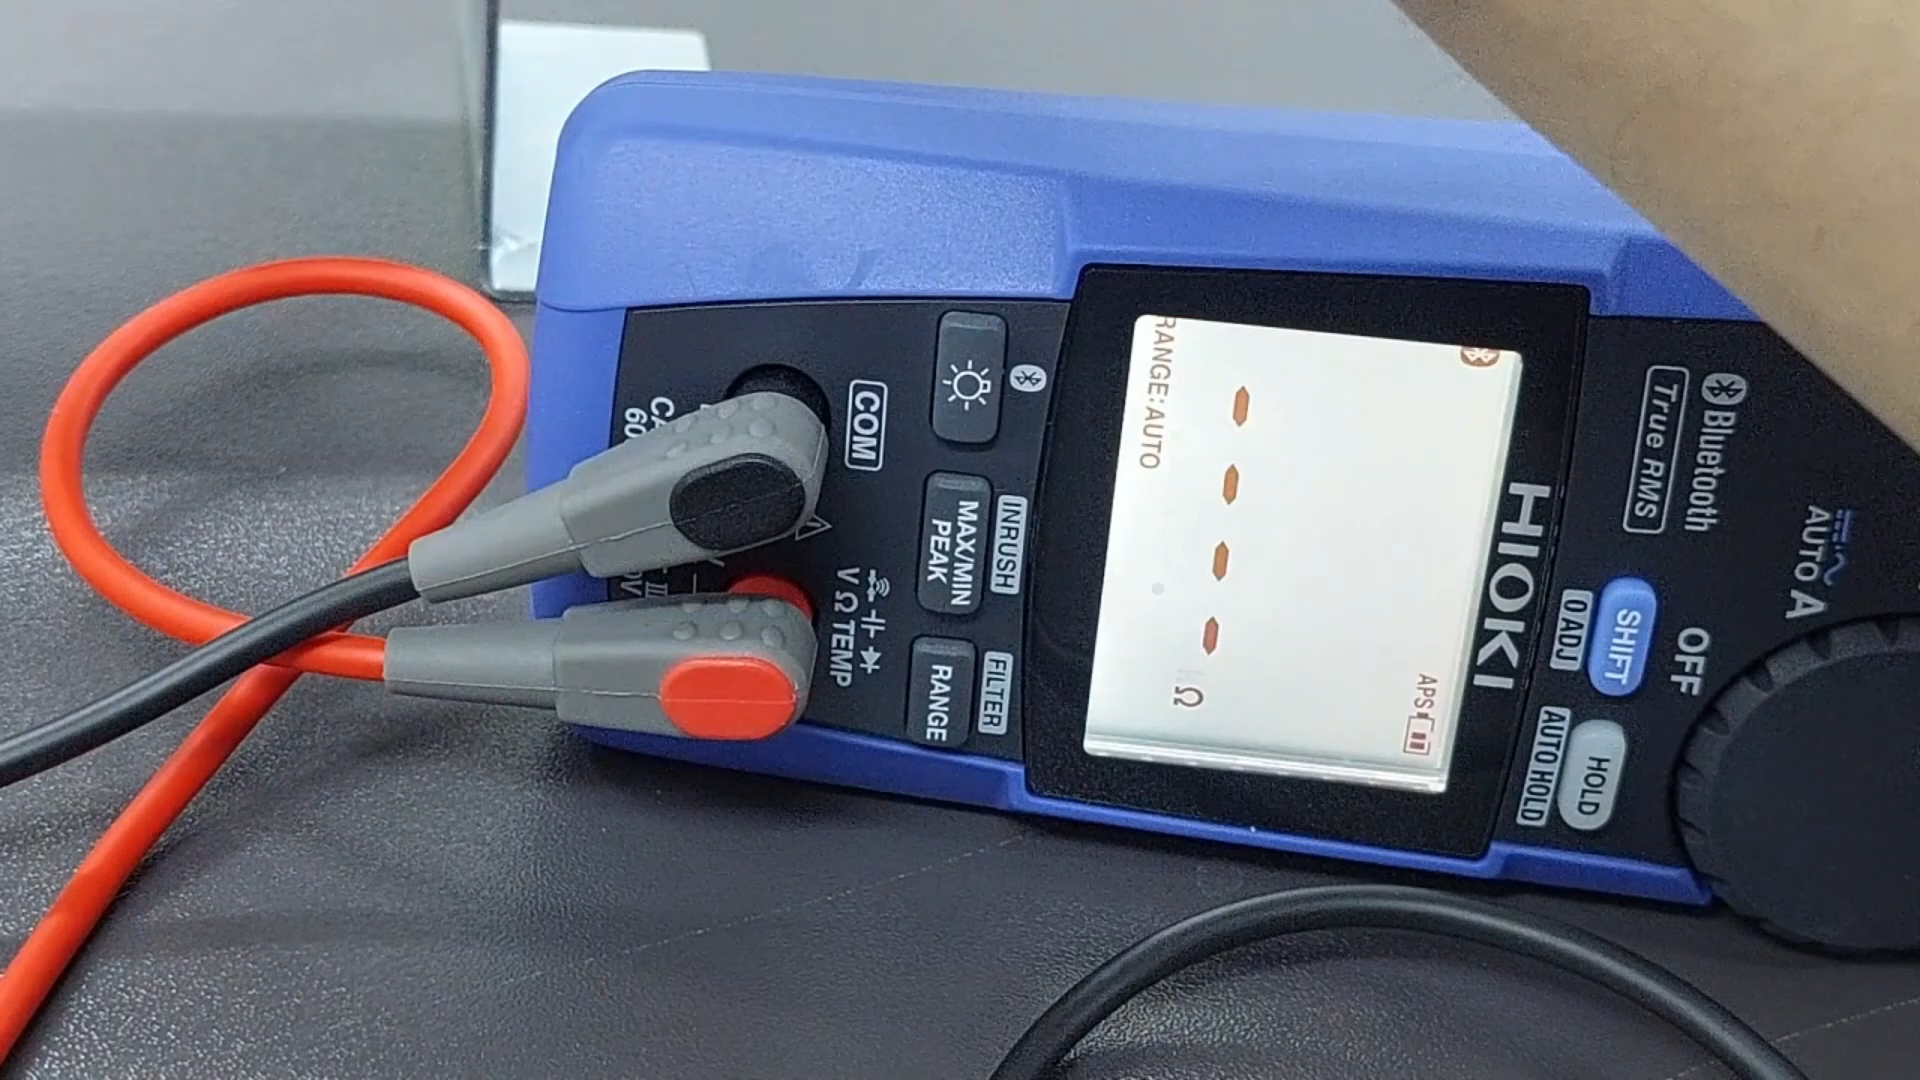 Bluetooth
True RMS
AUTO A
OFF
HIOKI
SHIFT
0 ADJ
HOLD
AUTO HOLD
APS
- - - -
Ω
RANGE:AUTO
INRUSH
MAX/MIN
PEAK
FILTER
RANGE
COM
V Ω TEMP